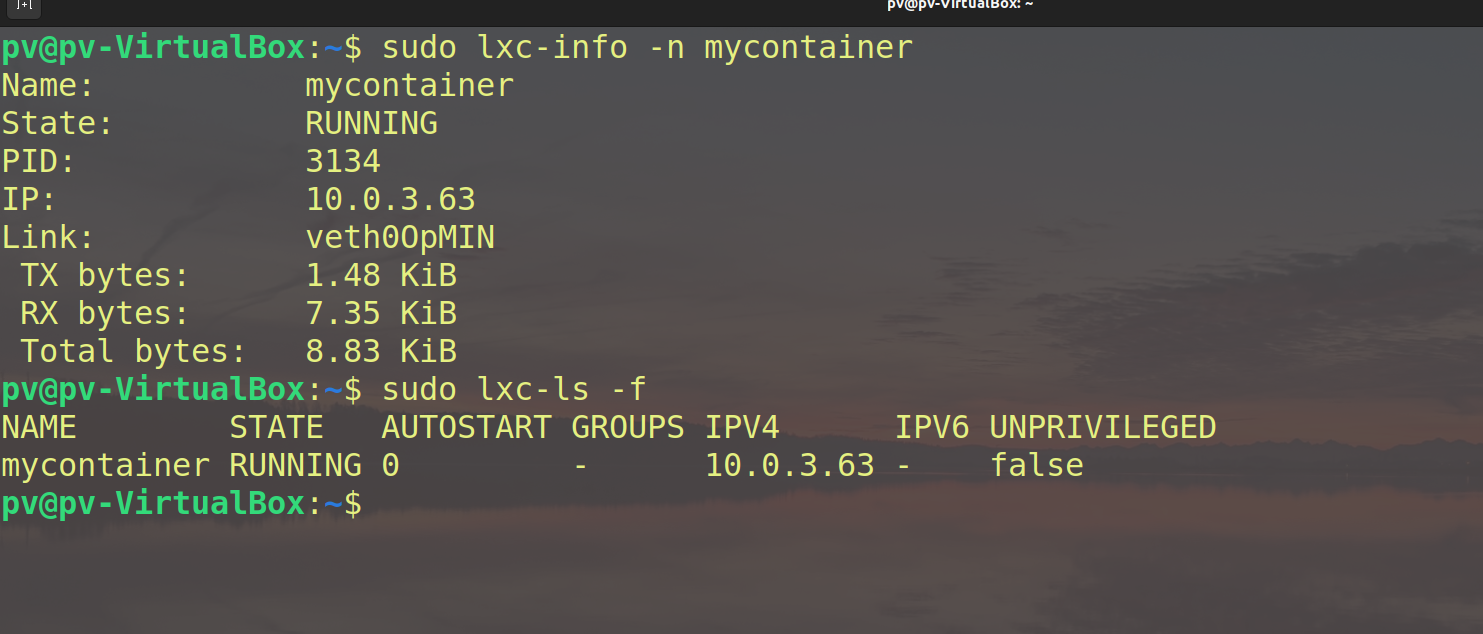 pv@pv-VirtualBox: ~
pv@pv-VirtualBox:~$ sudo lxc-info -n mycontainer
Name:           mycontainer
State:          RUNNING
PID:            3134
IP:             10.0.3.63
Link:           veth0OpMIN
 TX bytes:      1.48 KiB
 RX bytes:      7.35 KiB
 Total bytes:   8.83 KiB
pv@pv-VirtualBox:~$ sudo lxc-ls -f
NAME        STATE   AUTOSTART GROUPS IPV4      IPV6 UNPRIVILEGED
mycontainer RUNNING 0         -      10.0.3.63 -    false
pv@pv-VirtualBox:~$